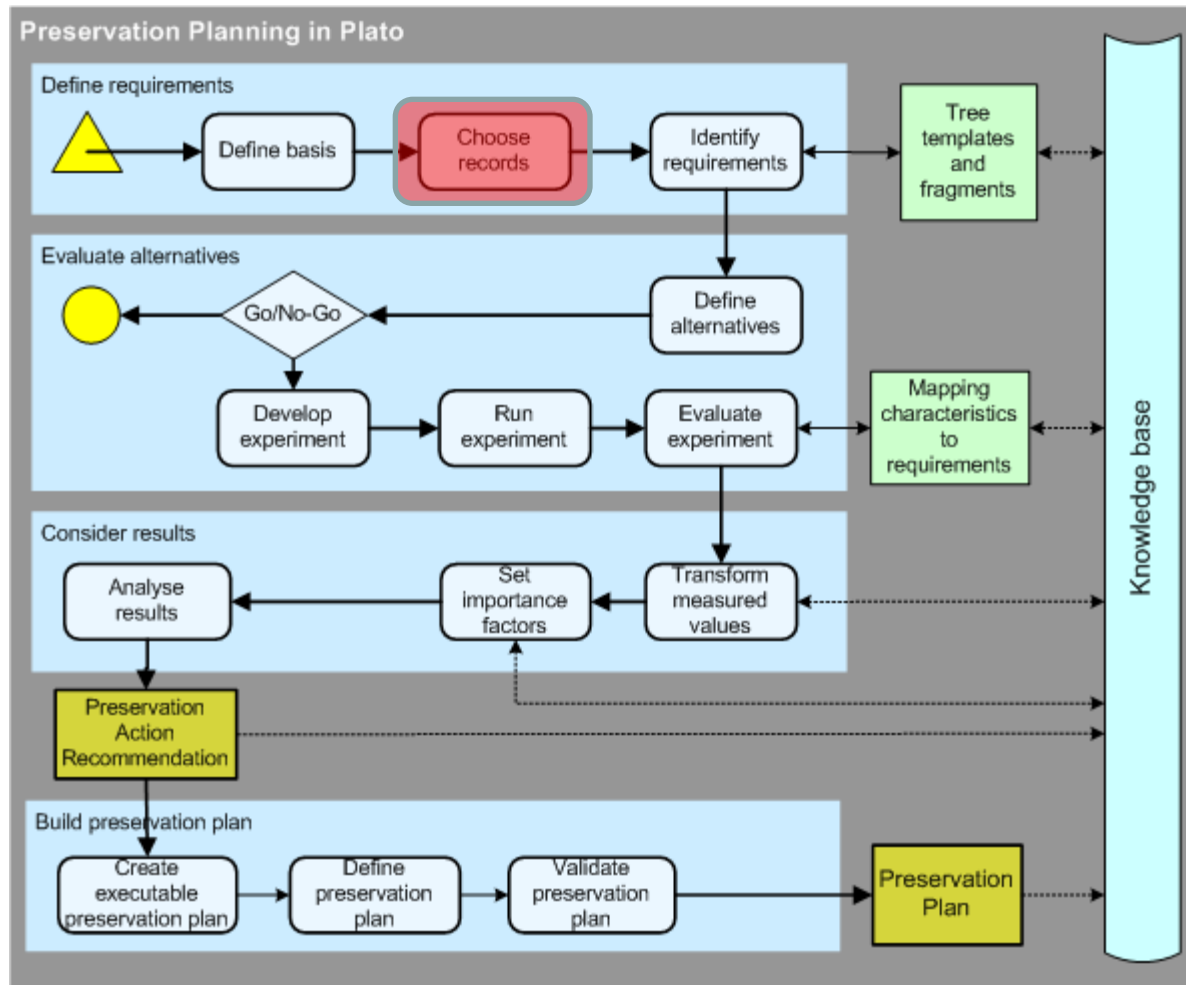 Preservation Planning in Plato
Define requirements
Define basis
Choose
records
Identify
requirements
Tree
templates
and
fragments
Evaluate alternatives
Go/No-Go
Define
alternatives
Develop
experiment
Run
experiment
Evaluate
experiment
Mapping
characteristics
to
requirements
Knowledge base
Consider results
Analyse
results
Set
importance
factors
Transform
measured
values
Preservation
Action
Recommendation
Build preservation plan
Create
executable
preservation plan
Define
preservation
plan
Validate
preservation
plan
Preservation
Plan